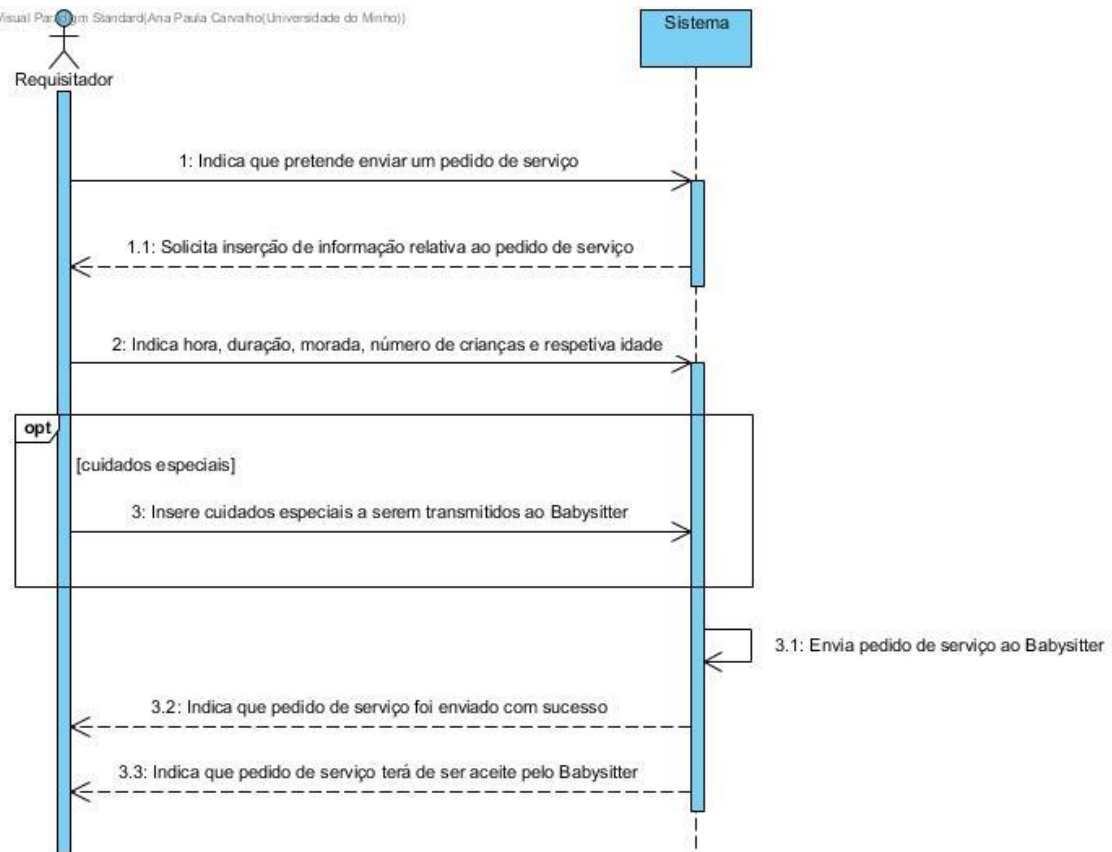 Visual Paradigm Standard(Ana Paula Carvalho(Universidade do Minho))
Sistema
Requisitador
1: Indica que pretende enviar um pedido de serviço
1.1: Solicita inserção de informação relativa ao pedido de serviço
2: Indica hora, duração, morada, número de crianças e respetiva idade
opt
[cuidados especiais]
3: Insere cuidados especiais a serem transmitidos ao Babysitter
3.1: Envia pedido de serviço ao Babysitter
3.2: Indica que pedido de serviço foi enviado com sucesso
3.3: Indica que pedido de serviço terá de ser aceite pelo Babysitter